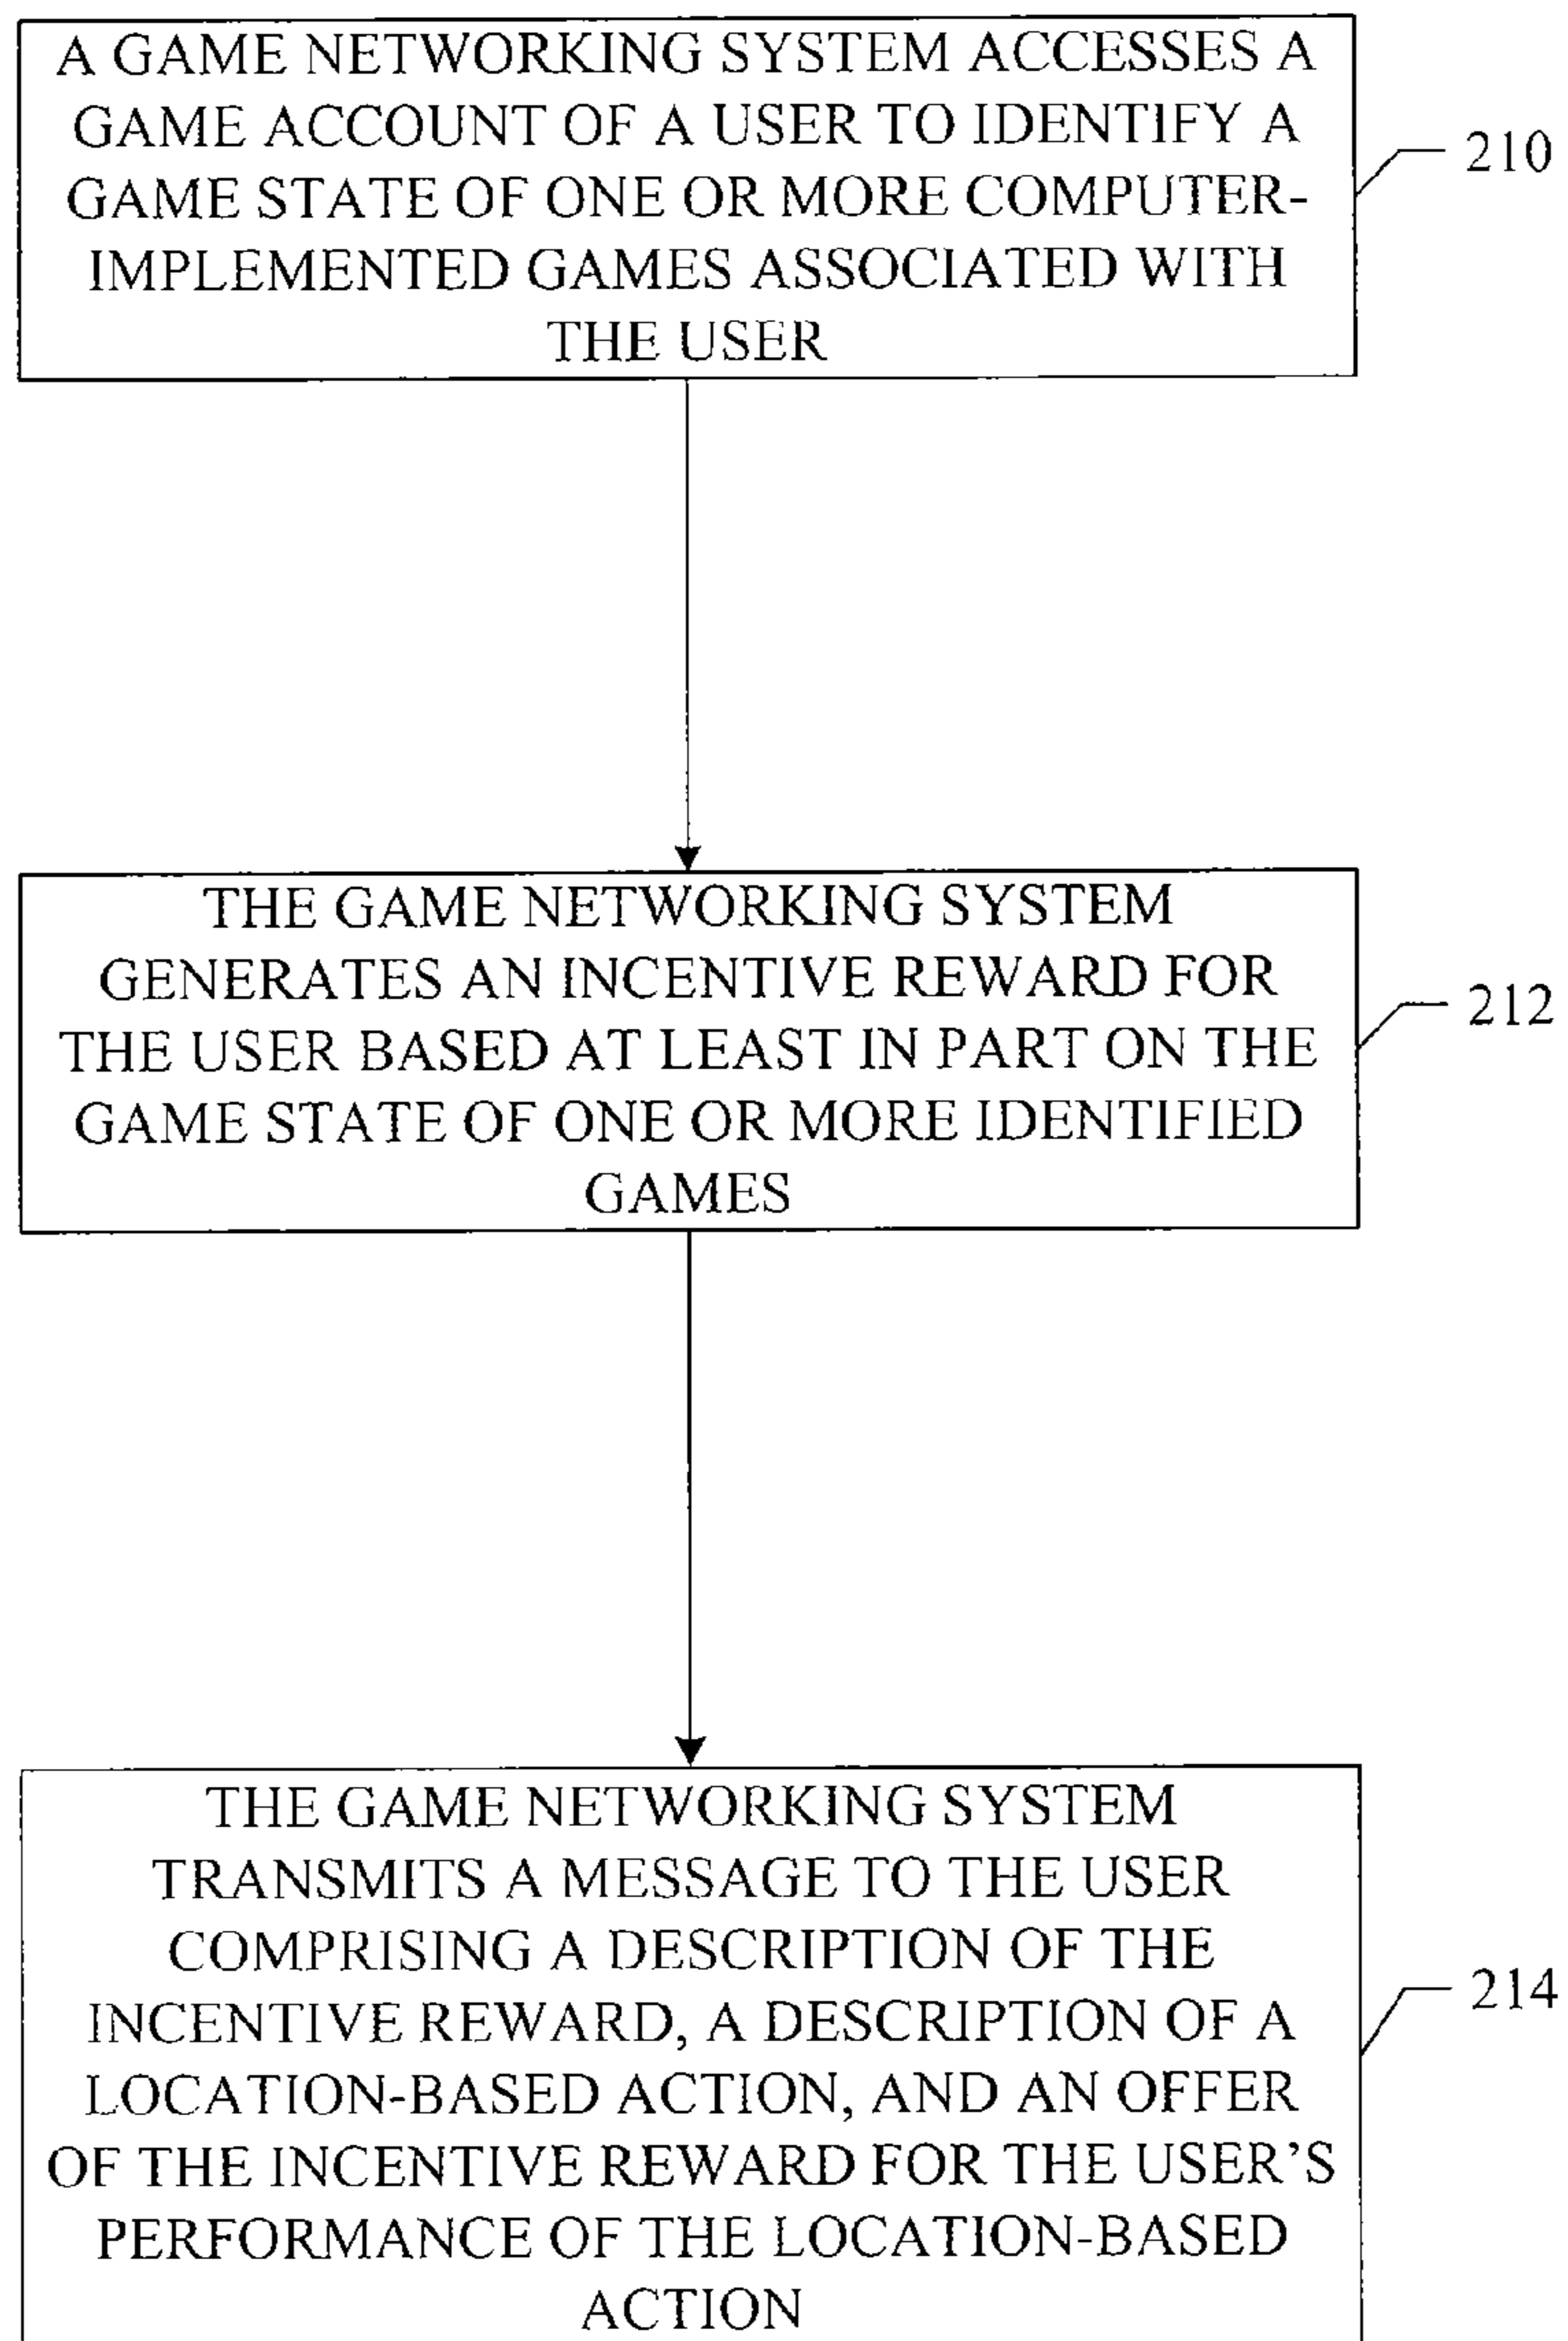 A GAME NETWORKING SYSTEM ACCESSES A
GAME ACCOUNT OF A USER TO IDENTIFY A
GAME STATE OF ONE OR MORE COMPUTER-
IMPLEMENTED GAMES ASSOCIATED WITH
THE USER
210
THE GAME NETWORKING SYSTEM
GENERATES AN INCENTIVE REWARD FOR
THE USER BASED AT LEAST IN PART ON THE
GAME STATE OF ONE OR MORE IDENTIFIED
GAMES
212
THE GAME NETWORKING SYSTEM
TRANSMITS A MESSAGE TO THE USER
COMPRISING A DESCRIPTION OF THE
INCENTIVE REWARD, A DESCRIPTION OF A
LOCATION-BASED ACTION, AND AN OFFER
OF THE INCENTIVE REWARD FOR THE USER'S
PERFORMANCE OF THE LOCATION-BASED
ACTION
214